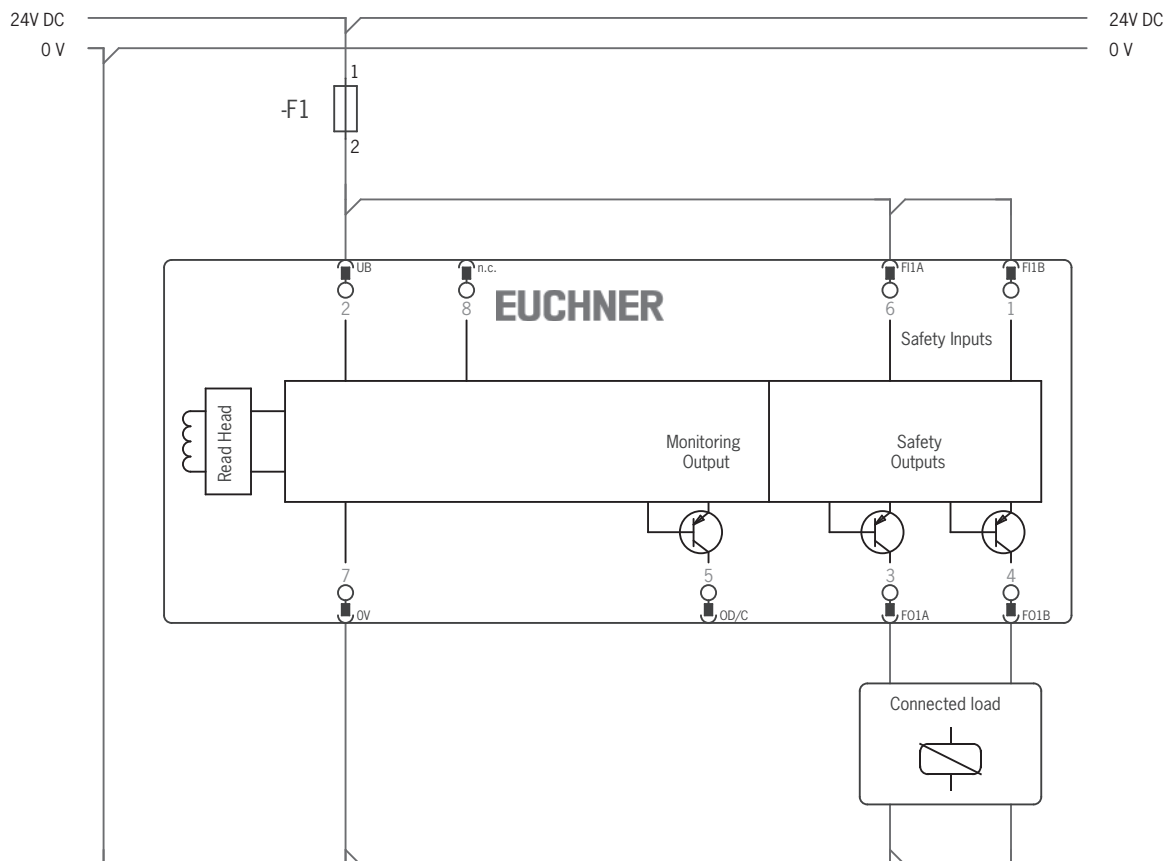 24V DC
24V DC
0 V
0 V
1
-F1
2
UB
n.c.
FI1A
FI1B
2
8
EUCHNER
6
1
Safety Inputs
Read Head
Monitoring
Output
Safety
Outputs
7
5
3
4
0V
OD/C
FO1A
FO1B
Connected load